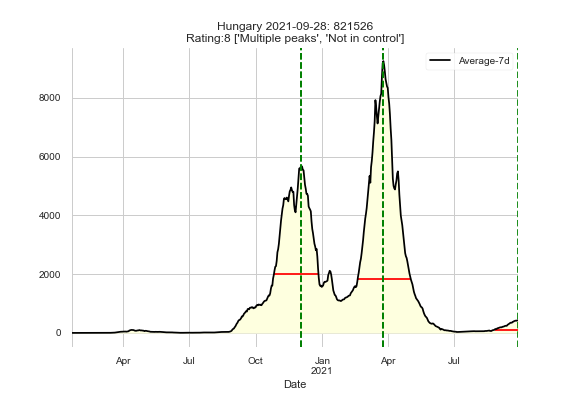 Hungary 2021-09-28: 821526
Rating:8 ['Multiple peaks', 'Not in control']
Average-7d
8000
6000
4000
2000
0
Apr
Jul
Oct
Jan
2021
Apr
Jul
Date